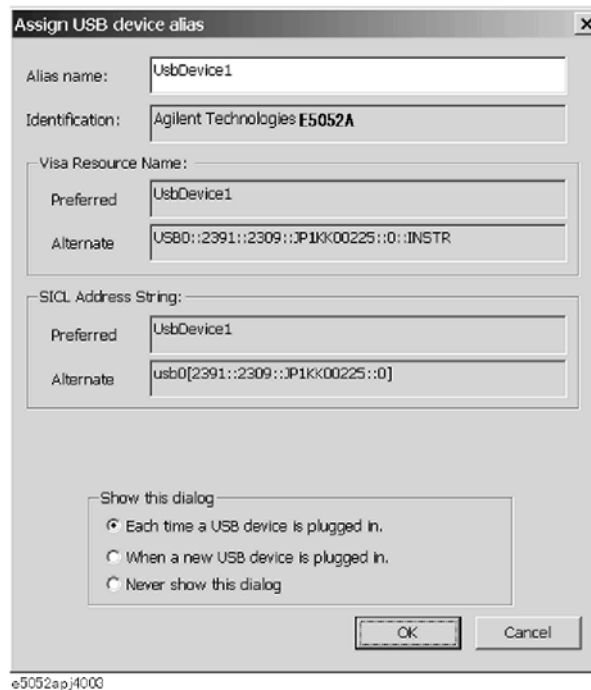 Assign USB device alias
Alias name: UsbDevice1
Identification: Agilent Technologies E5052A
Visa Resource Name:
Preferred UsbDevice1
Alternate USB0::2391::2309::JP1KK00225::0::INSTR
SICL Address String:
Preferred UsbDevice1
Alternate usb0[2391::2309::JP1KK00225::0]
Show this dialog
Each time a USB device is plugged in.
When a new USB device is plugged in.
Never show this dialog
OK Cancel
e5052apj4003